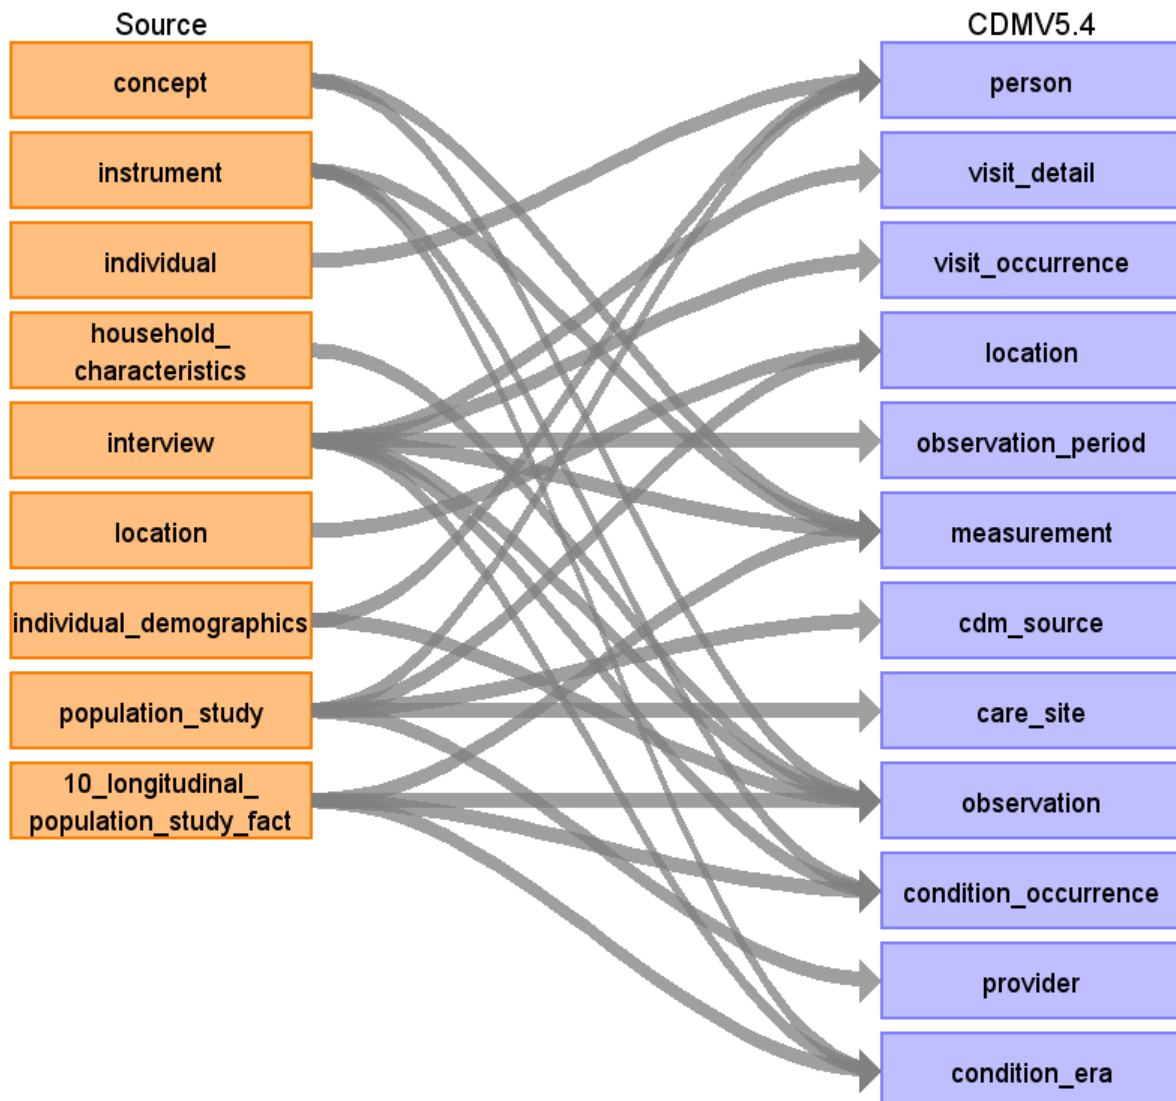 Source
concept
instrument
individual
household_
characteristics
interview
location
individual_demographics
population_study
10_longitudinal_
population_study_fact
CDMV5.4
person
visit_detail
visit_occurrence
location
observation_period
measurement
cdm_source
care_site
observation
condition_occurrence
provider
condition_era